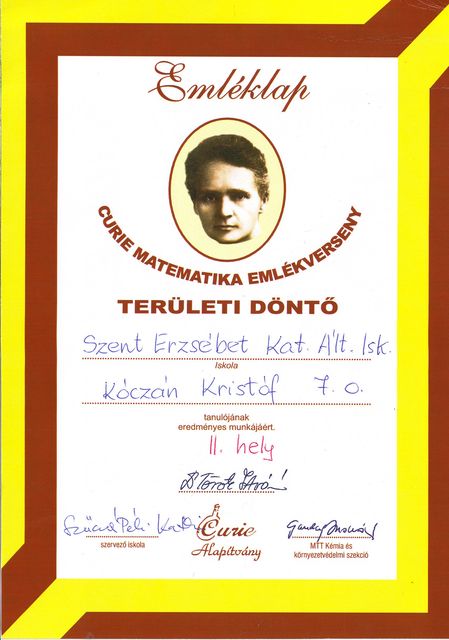 Emléklap
CURIE MATEMATIKA EMLÉKVERSENY
TERÜLETI DÖNTŐ
Szent Erzsébet Kat. Ált. Isk.
Iskola
Kóczán Kristóf 7. o.
tanulójának
eredményes munkájáért.
II. hely
szervező iskola
Curie
Alapítvány
MTT Kémia és
környezetvédelmi szekció